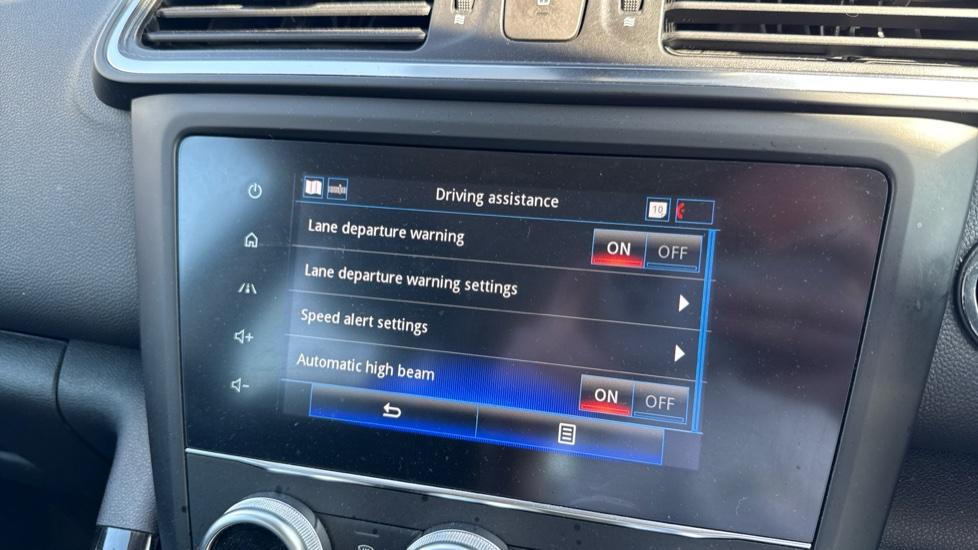 Driving assistance
10
Lane departure warning ON OFF
Lane departure warning settings
Speed alert settings
Automatic high beam ON OFF